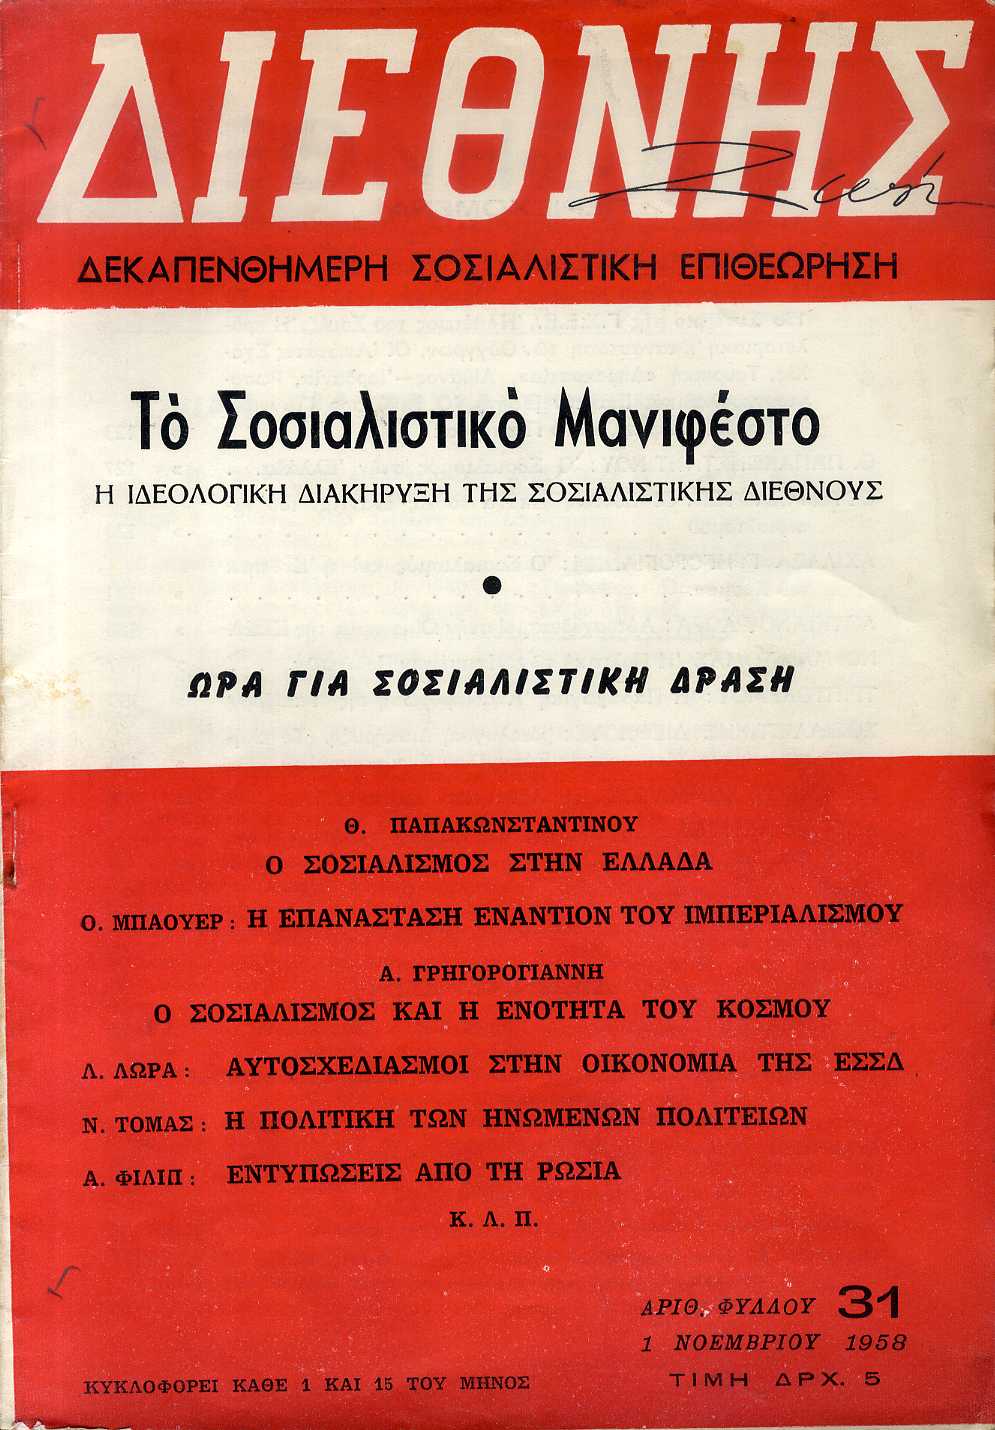 ΔΙΕΘΝΗΣ
ΔΕΚΑΠΕΝΘΗΜΕΡΗ ΣΟΣΙΑΛΙΣΤΙΚΗ ΕΠΙΘΕΩΡΗΣΗ
Τὸ Σοσιαλιστικὸ Μανιφέστο
Η ΙΔΕΟΛΟΓΙΚΗ ΔΙΑΚΗΡΥΞΗ ΤΗΣ ΣΟΣΙΑΛΙΣΤΙΚΗΣ ΔΙΕΘΝΟΥΣ
ΩΡΑ ΓΙΑ ΣΟΣΙΑΛΙΣΤΙΚΗ ΔΡΑΣΗ
Θ. ΠΑΠΑΚΩΝΣΤΑΝΤΙΝΟΥ
Ο ΣΟΣΙΑΛΙΣΜΟΣ ΣΤΗΝ ΕΛΛΑΔΑ
Ο. ΜΠΑΟΥΕΡ : Η ΕΠΑΝΑΣΤΑΣΗ ΕΝΑΝΤΙΟΝ ΤΟΥ ΙΜΠΕΡΙΑΛΙΣΜΟΥ
Α. ΓΡΗΓΟΡΟΓΙΑΝΝΗ
Ο ΣΟΣΙΑΛΙΣΜΟΣ ΚΑΙ Η ΕΝΟΤΗΤΑ ΤΟΥ ΚΟΣΜΟΥ
Λ. ΛΩΡΑ : ΑΥΤΟΣΧΕΔΙΑΣΜΟΙ ΣΤΗΝ ΟΙΚΟΝΟΜΙΑ ΤΗΣ ΕΣΣΔ
Ν. ΤΟΜΑΣ : Η ΠΟΛΙΤΙΚΗ ΤΩΝ ΗΝΩΜΕΝΩΝ ΠΟΛΙΤΕΙΩΝ
Α. ΦΙΛΙΠ : ΕΝΤΥΠΩΣΕΙΣ ΑΠΟ ΤΗ ΡΩΣΙΑ
Κ. Λ. Π.
ΑΡΙΘ. ΦΥΛΛΟΥ 31
1 ΝΟΕΜΒΡΙΟΥ 1958
ΤΙΜΗ ΔΡΧ. 5
ΚΥΚΛΟΦΟΡΕΙ ΚΑΘΕ 1 ΚΑΙ 15 ΤΟΥ ΜΗΝΟΣ